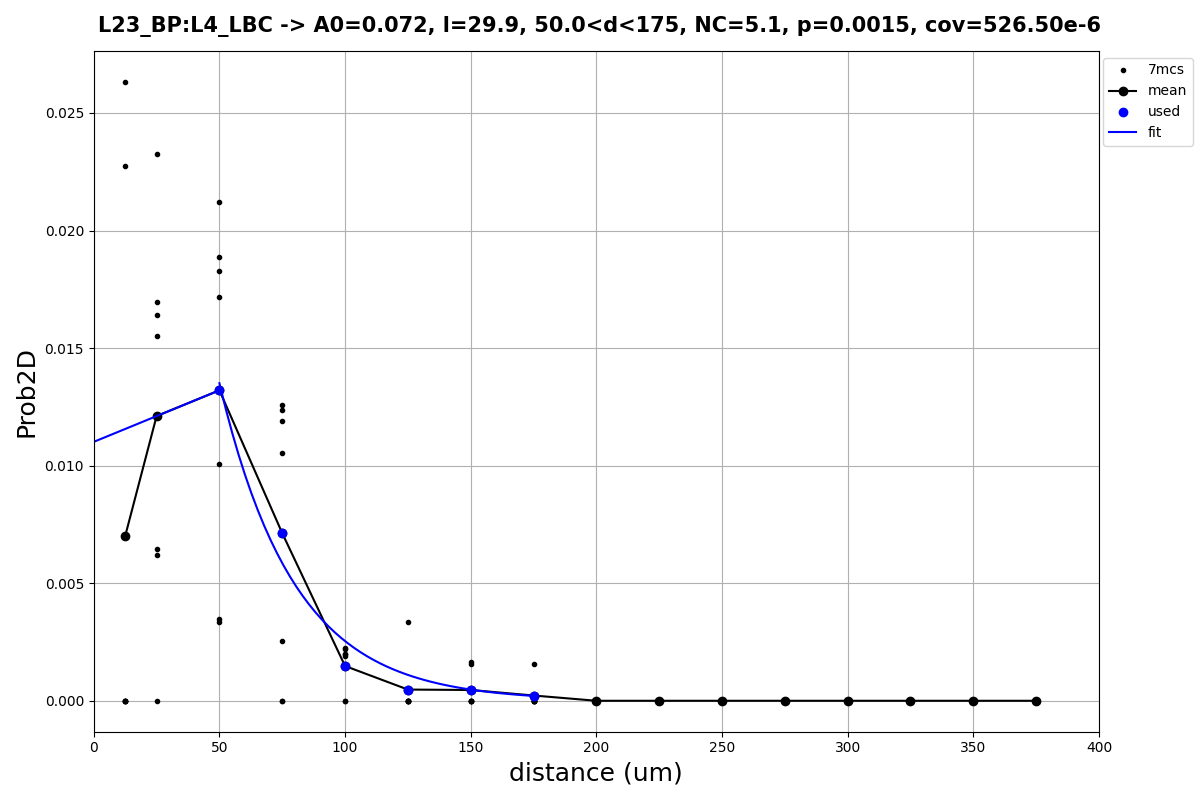 L23_BP:L4_LBC -> A0=0.072, l=29.9, 50.0<d<175, NC=5.1, p=0.0015, cov=526.50e-6
7mcs
mean
used
fit
0.025
0.020
0.015
0.010
0.005
0.000
Prob2D
0 50 100 150 200 250 300 350 400
distance (um)